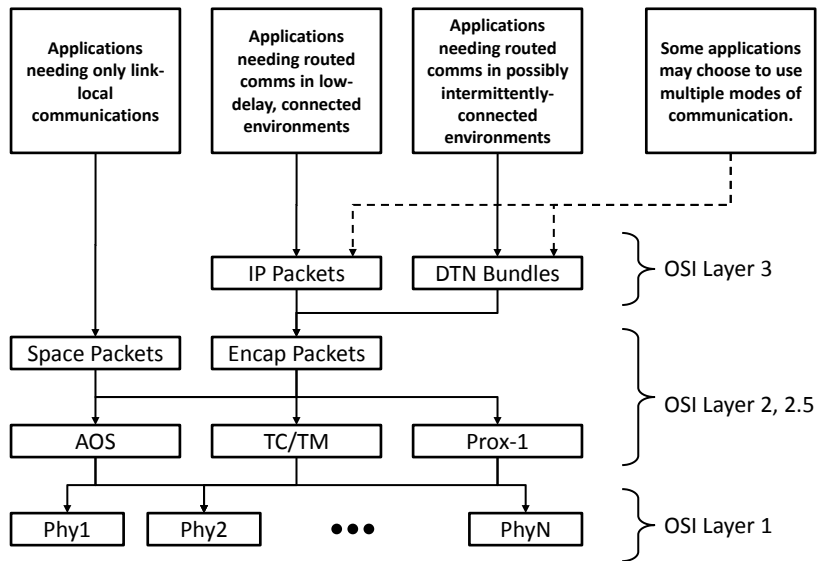 Applications
needing only link-
local
communications
Applications
needing routed
comms in low-
delay, connected
environments
Applications
needing routed
comms in possibly
intermittently-
connected
environments
Some applications
may choose to use
multiple modes of
communication.
IP Packets
DTN Bundles
OSI Layer 3
Space Packets
Encap Packets
OSI Layer 2, 2.5
AOS
TC/TM
Prox-1
Phy1
Phy2
PhyN
OSI Layer 1